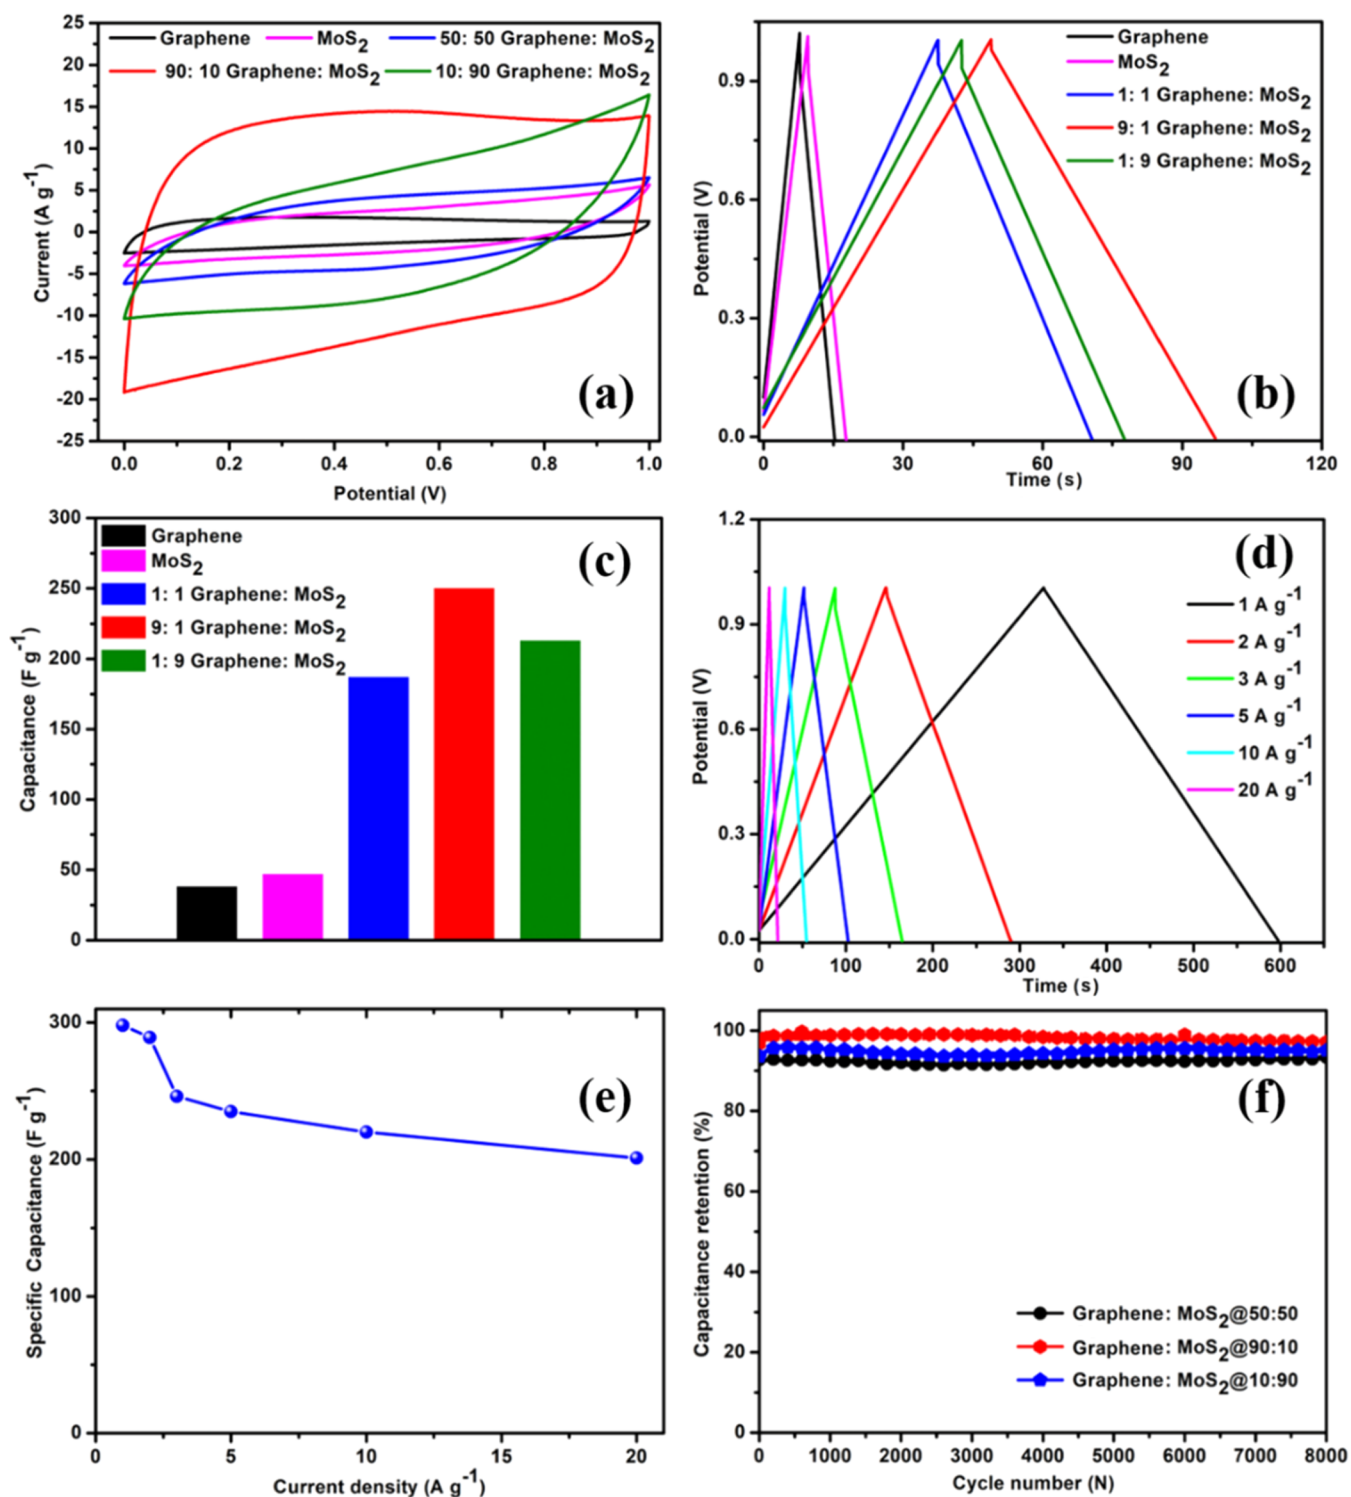 25
20
15
10
5
0
-5
-10
-15
-20
-25
Current (A g-1)
Graphene MoS2 50: 50 Graphene: MoS2
90: 10 Graphene: MoS2 10: 90 Graphene: MoS2
(a)
0.0 0.2 0.4 0.6 0.8 1.0
Potential (V)
0.9
0.6
0.3
0.0
Potential (V)
Graphene
MoS2
1: 1 Graphene: MoS2
9: 1 Graphene: MoS2
1: 9 Graphene: MoS2
(b)
0 30 60 90 120
Time (s)
300
250
200
150
100
50
0
Capacitance (F g-1)
Graphene
MoS2
1: 1 Graphene: MoS2
9: 1 Graphene: MoS2
1: 9 Graphene: MoS2
(c)
1.2
0.9
0.6
0.3
0.0
Potential (V)
(d)
1 A g-1
2 A g-1
3 A g-1
5 A g-1
10 A g-1
20 A g-1
0 100 200 300 400 500 600
Time (s)
300
200
100
0
Specific Capacitance (F g-1)
(e)
0 5 10 15 20
Current density (A g-1)
100
80
60
40
20
0
Capacitance retention (%)
(f)
Graphene: MoS2@50:50
Graphene: MoS2@90:10
Graphene: MoS2@10:90
0 1000 2000 3000 4000 5000 6000 7000 8000
Cycle number (N)